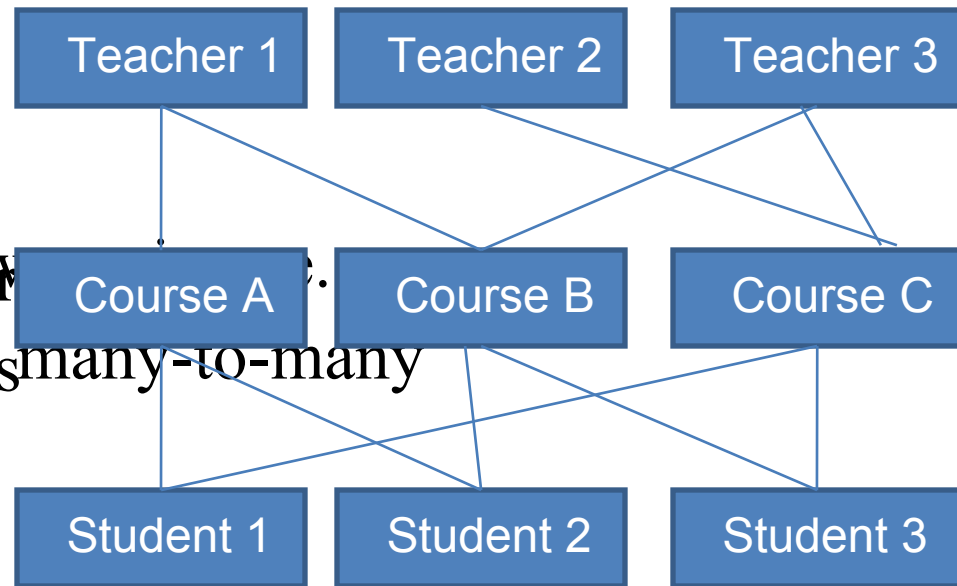 Teacher 1
Teacher 2
Teacher 3
Course A
Course B
Course C
many-to-many
Student 1
Student 2
Student 3